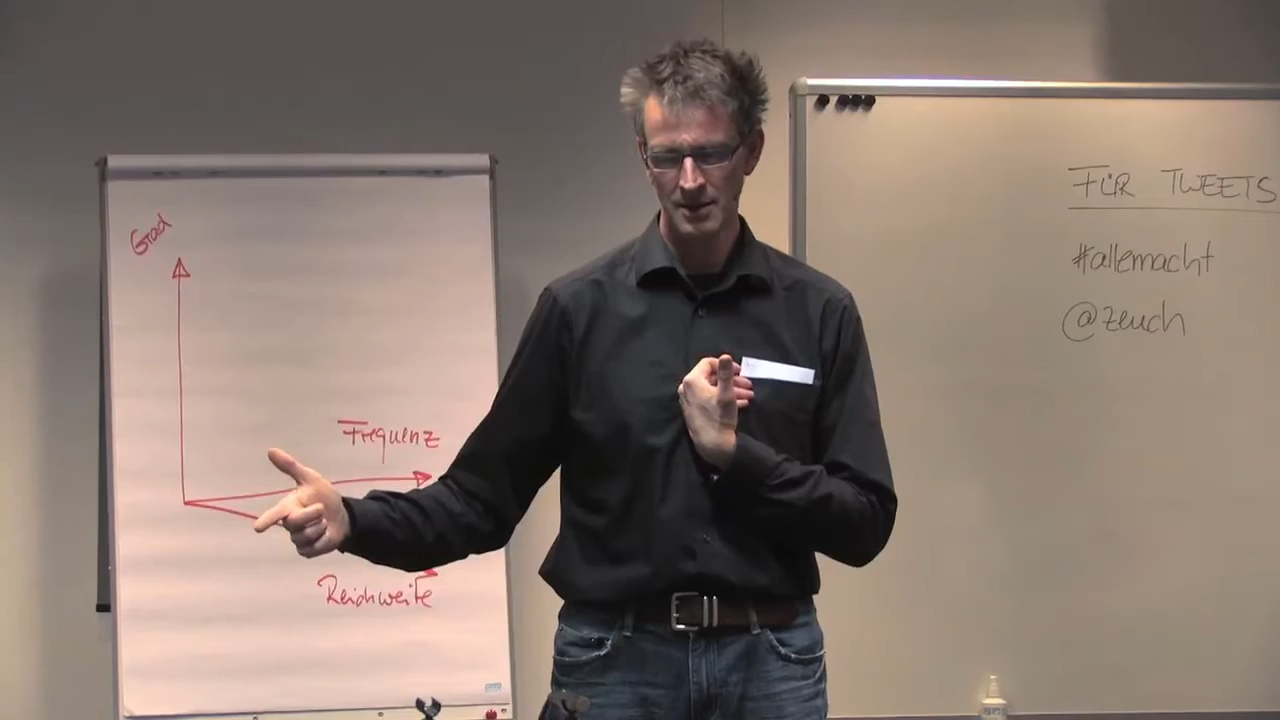 Grad
Frequenz
Reichweite
FÜR TWEETS
#allemacht
@zeuch